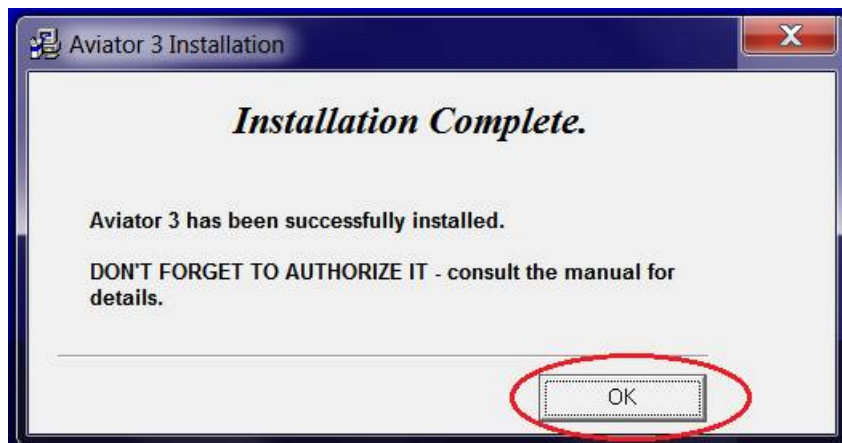 Aviator 3 Installation
Installation Complete.
Aviator 3 has been successfully installed.
DON'T FORGET TO AUTHORIZE IT - consult the manual for
details.
OK